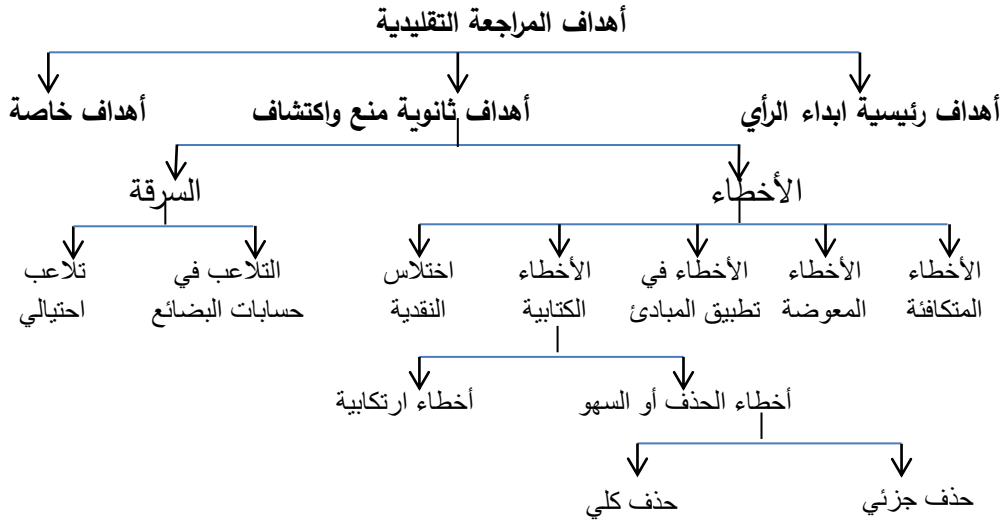 أهداف المراجعة التقليدية
أهداف رئيسية ابداء الرأي
أهداف ثانوية منع واكتشاف
أهداف خاصة
الأخطاء
السرقة
الأخطاء
المتكافئة
الأخطاء
المعوضة
الأخطاء في
تطبيق المبادئ
الأخطاء
الكتابية
اختلاس
النقدية
التلاعب في
حسابات البضائع
تلاعب
احتيالي
أخطاء الحذف أو السهو
أخطاء ارتكابية
حذف جزئي
حذف كلي